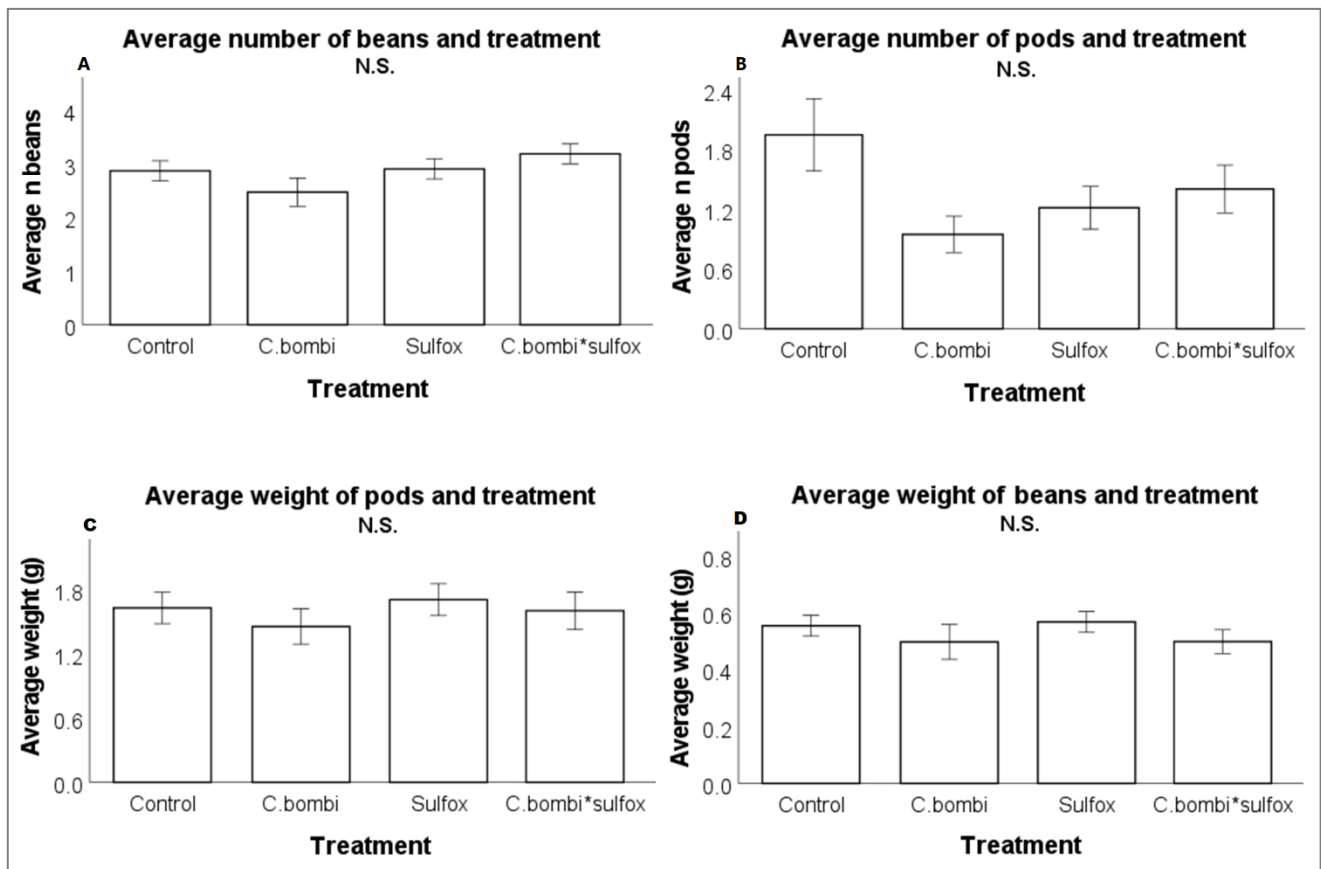 Average number of beans and treatment
A
N.S.
Average n beans
4
3
2
1
0
Control C.bombi Sulfox C.bombi*sulfox
Treatment
Average number of pods and treatment
B
N.S.
Average n pods
2.4
1.8
1.2
0.6
0.0
Control C.bombi Sulfox C.bombi*sulfox
Treatment
Average weight of pods and treatment
C
N.S.
Average weight (g)
1.8
1.2
0.6
0.0
Control C.bombi Sulfox C.bombi*sulfox
Treatment
Average weight of beans and treatment
D
N.S.
Average weight (g)
0.8
0.6
0.4
0.2
0.0
Control C.bombi Sulfox C.bombi*sulfox
Treatment